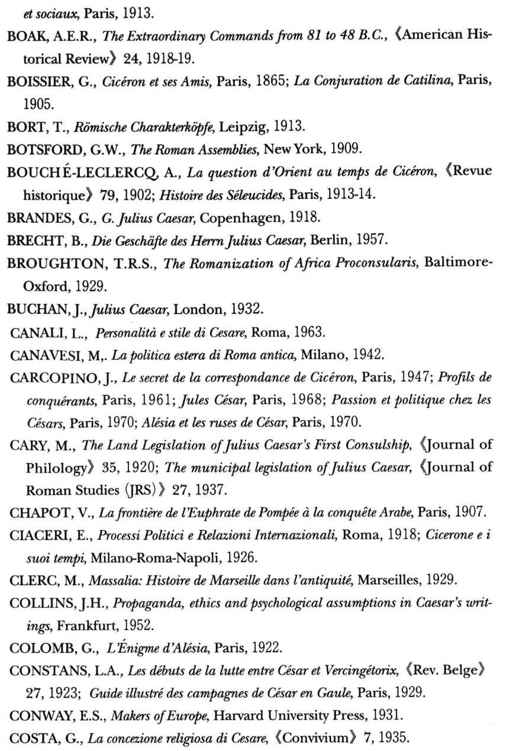 et sociaux, Paris, 1913.
BOAK, A.E.R., The Extraordinary Commands from 81 to 48 B.C., 《American His-
torical Review》 24, 1918-19.
BOISSIER, G., Cicéron et ses Amis, Paris, 1865; La Conjuration de Catilina, Paris,
1905.
BORT, T., Römische Charakterköpfe, Leipzig, 1913.
BOTSFORD, G.W., The Roman Assemblies, New York, 1909.
BOUCHÉ-LECLERCQ, A., La question d'Orient au temps de Cicéron, 《Revue
historique》 79, 1902; Histoire des Séleucides, Paris, 1913-14.
BRANDES, G., G. Julius Caesar, Copenhagen, 1918.
BRECHT, B., Die Geschäfte des Herrn Julius Caesar, Berlin, 1957.
BROUGHTON, T.R.S., The Romanization of Africa Proconsularis, Baltimore-
Oxford, 1929.
BUCHAN, J., Julius Caesar, London, 1932.
CANALI, L., Personalità e stile di Cesare, Roma, 1963.
CANAVESI, M,. La politica estera di Roma antica, Milano, 1942.
CARCOPINO, J., Le secret de la correspondance de Cicéron, Paris, 1947; Profils de
conquérants, Paris, 1961; Jules César, Paris, 1968; Passion et politique chez les
Césars, Paris, 1970; Alésia et les ruses de César, Paris, 1970.
CARY, M., The Land Legislation of Julius Caesar's First Consulship, 《Journal of
Philology》 35, 1920; The municipal legislation of Julius Caesar, 《Journal of
Roman Studies (JRS)》 27, 1937.
CHAPOT, V., La frontière de l'Euphrate de Pompée à la conquête Arabe, Paris, 1907.
CIACERI, E., Processi Politici e Relazioni Internazionali, Roma, 1918; Cicerone e i
suoi tempi, Milano-Roma-Napoli, 1926.
CLERC, M., Massalia: Histoire de Marseille dans l'antiquité, Marseilles, 1929.
COLLINS, J.H., Propaganda, ethics and psychological assumptions in Caesar's writ-
ings, Frankfurt, 1952.
COLOMB, G., L'Énigme d'Alésia, Paris, 1922.
CONSTANS, L.A., Les débuts de la lutte entre César et Vercingétorix, 《Rev. Belge》
27, 1923; Guide illustré des campagnes de César en Gaule, Paris, 1929.
CONWAY, E.S., Makers of Europe, Harvard University Press, 1931.
COSTA, G., La concezione religiosa di Cesare, 《Convivium》 7, 1935.